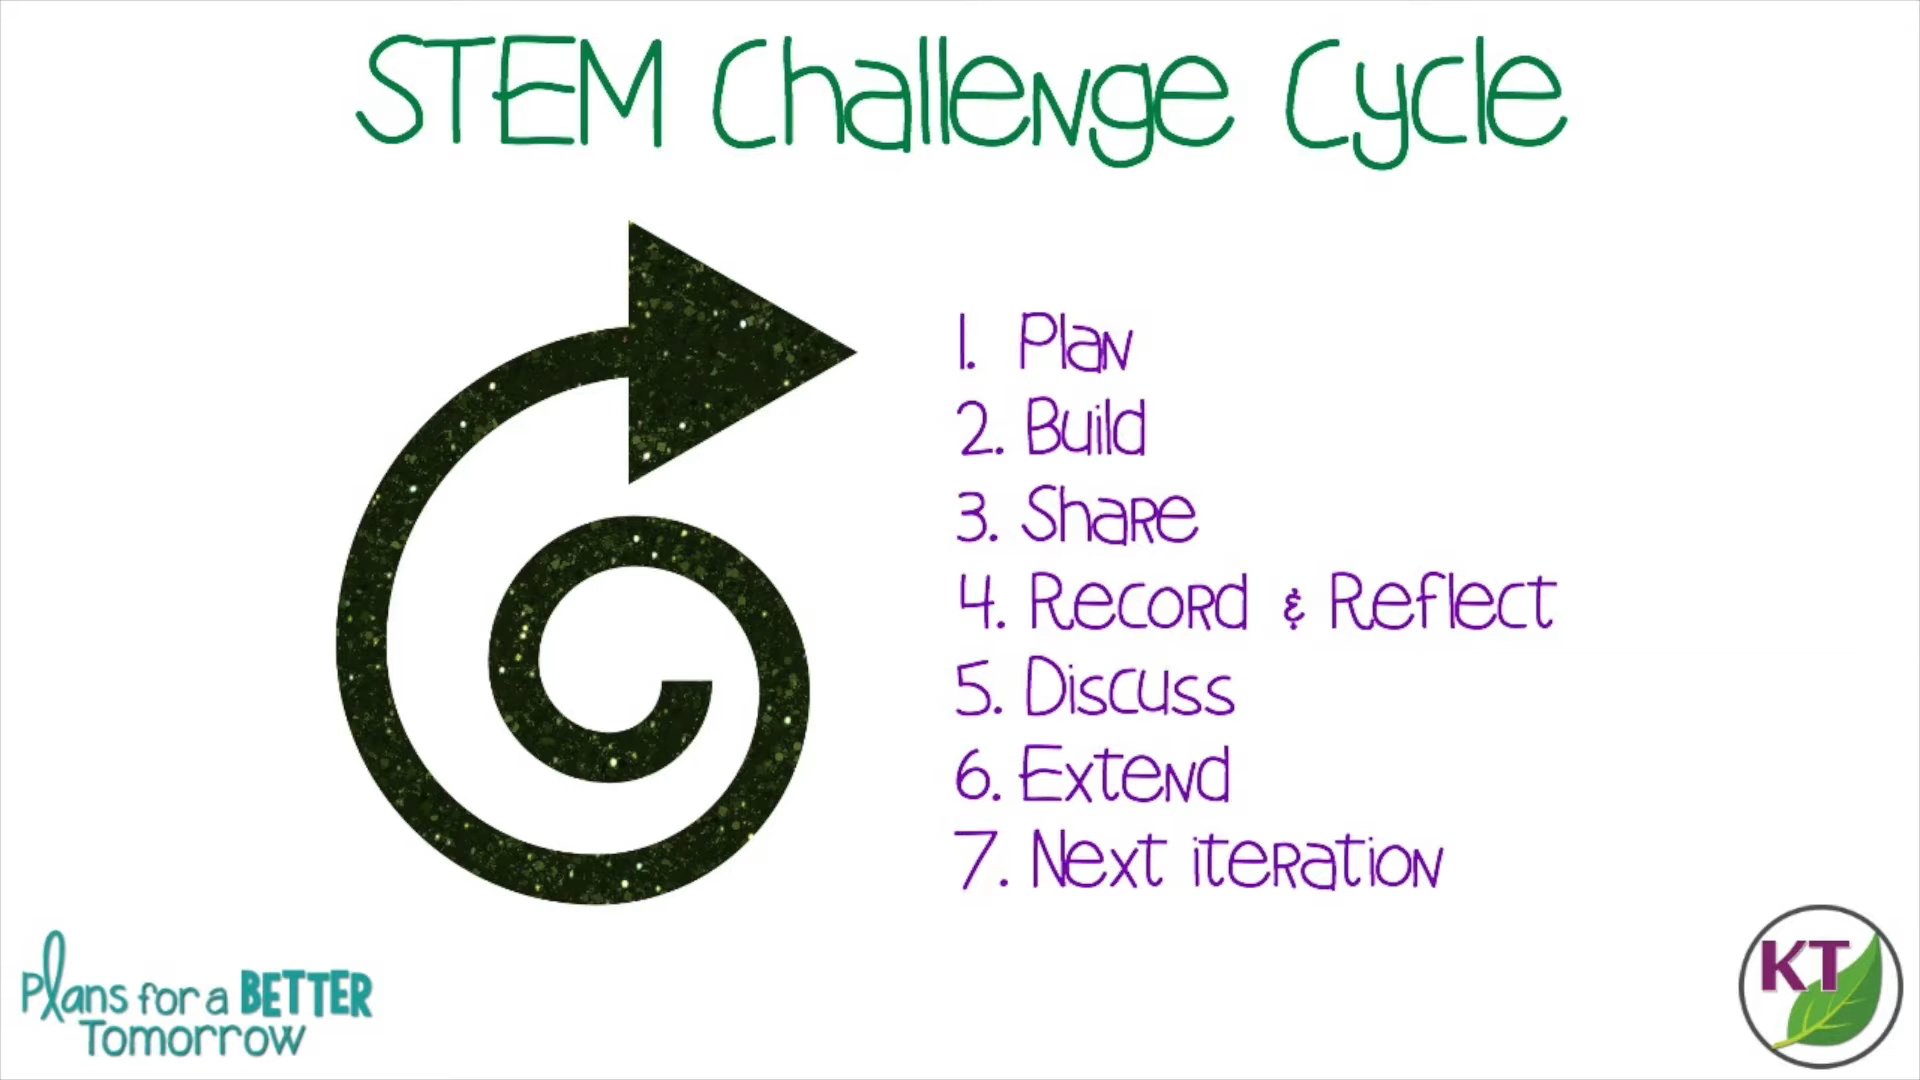 STEM Challenge Cycle
1. Plan
2. Build
3. Share
4. Record & Reflect
5. Discuss
6. Extend
7. Next iteration
Plans for a BETTER
Tomorrow
KT